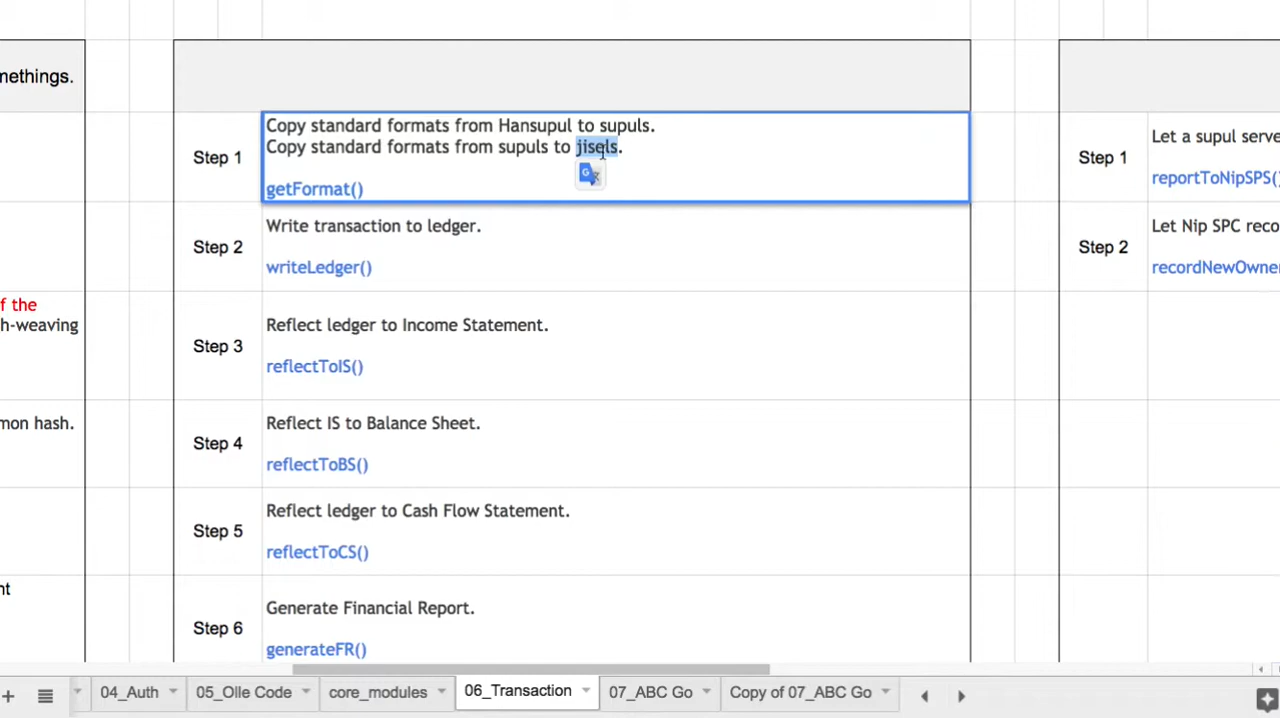 methings.
f the
h-weaving
mon hash.
nt
Step 1
Copy standard formats from Hansupul to supuls.
Copy standard formats from supuls to jisels.
getFormat()
Step 2
Write transaction to ledger.
writeLedger()
Step 3
Reflect ledger to Income Statement.
reflectToIS()
Step 4
Reflect IS to Balance Sheet.
reflectToBS()
Step 5
Reflect ledger to Cash Flow Statement.
reflectToCS()
Step 6
Generate Financial Report.
generateFR()
Step 1
Let a supul serve
reportToNipSPS(
Step 2
Let Nip SPC reco
recordNewOwner
04_Auth
05_Olle Code
core_modules
06_Transaction
07_ABC Go
Copy of 07_ABC Go